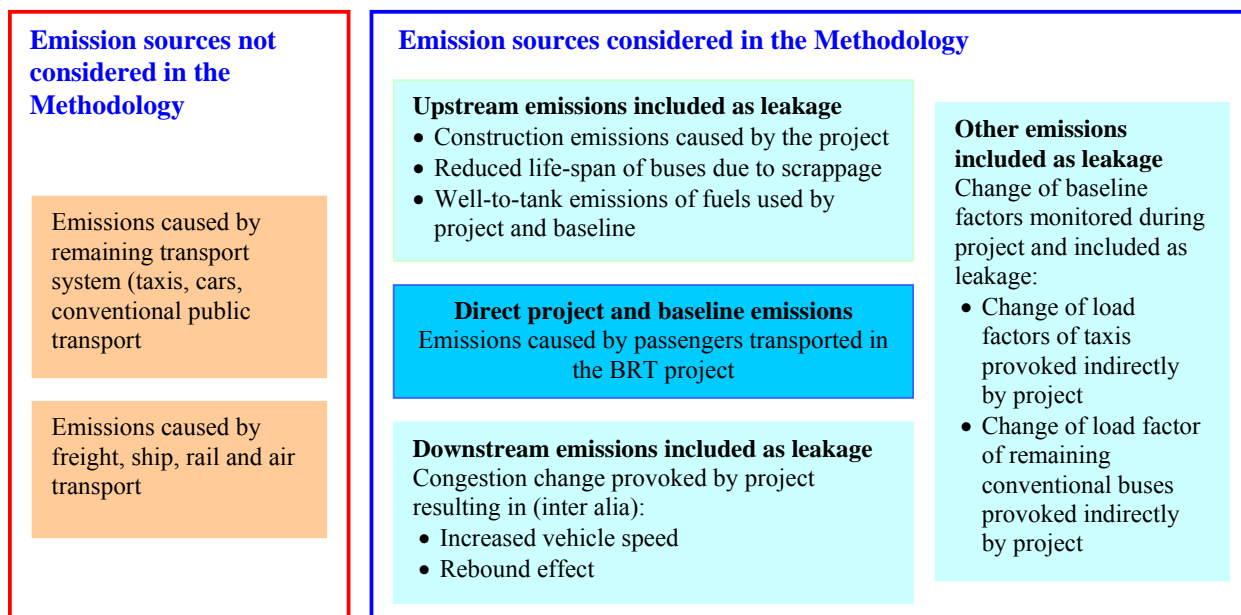 Emission sources not
considered in the
Methodology
Emissions caused by
remaining transport
system (taxis, cars,
conventional public
transport
Emissions caused by
freight, ship, rail and air
transport
Emission sources considered in the Methodology
Upstream emissions included as leakage
• Construction emissions caused by the project
• Reduced life-span of buses due to scrappage
• Well-to-tank emissions of fuels used by
project and baseline
Direct project and baseline emissions
Emissions caused by passengers transported in
the BRT project
Downstream emissions included as leakage
Congestion change provoked by project
resulting in (inter alia):
• Increased vehicle speed
• Rebound effect
Other emissions
included as leakage
Change of baseline
factors monitored during
project and included as
leakage:
• Change of load
factors of taxis
provoked indirectly
by project
• Change of load factor
of remaining
conventional buses
provoked indirectly
by project